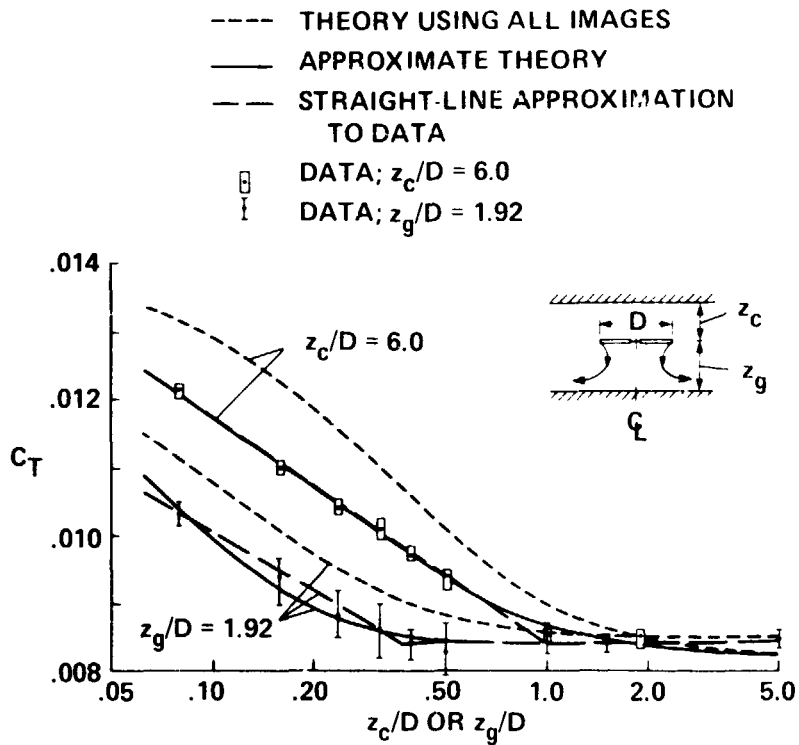 THEORY USING ALL IMAGES
APPROXIMATE THEORY
STRAIGHT-LINE APPROXIMATION
TO DATA
DATA; z_c/D = 6.0
DATA; z_g/D = 1.92
.014
.012
C_T
.010
.008
z_c/D = 6.0
z_g/D = 1.92
D
z_c
z_g
℄
.05 .10 .20 .50 1.0 2.0 5.0
z_c/D OR z_g/D